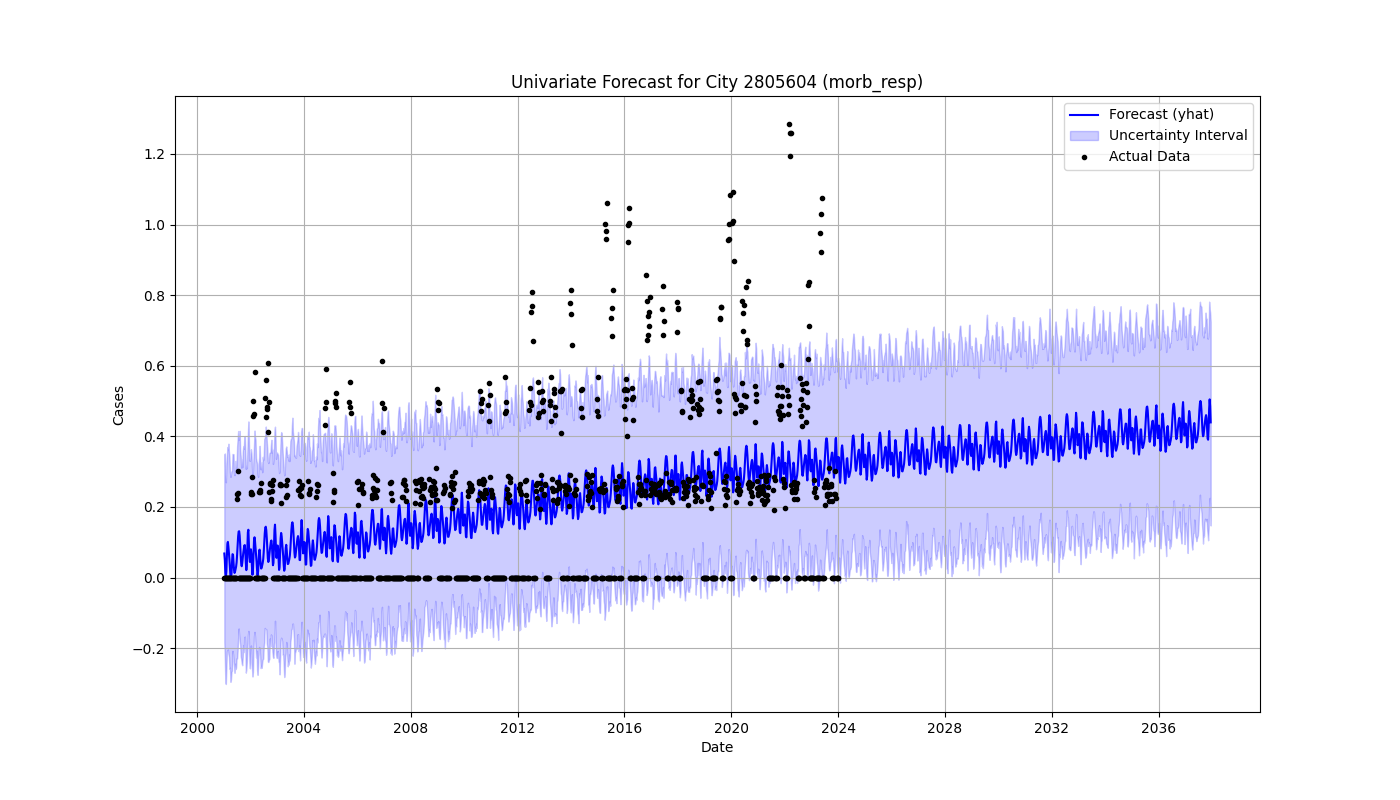 Univariate Forecast for City 2805604 (morb_resp)
Forecast (yhat)
Uncertainty Interval
Actual Data
1.2
1.0
0.8
0.6
0.4
0.2
0.0
−0.2
Cases
2000 2004 2008 2012 2016 2020 2024 2028 2032 2036
Date